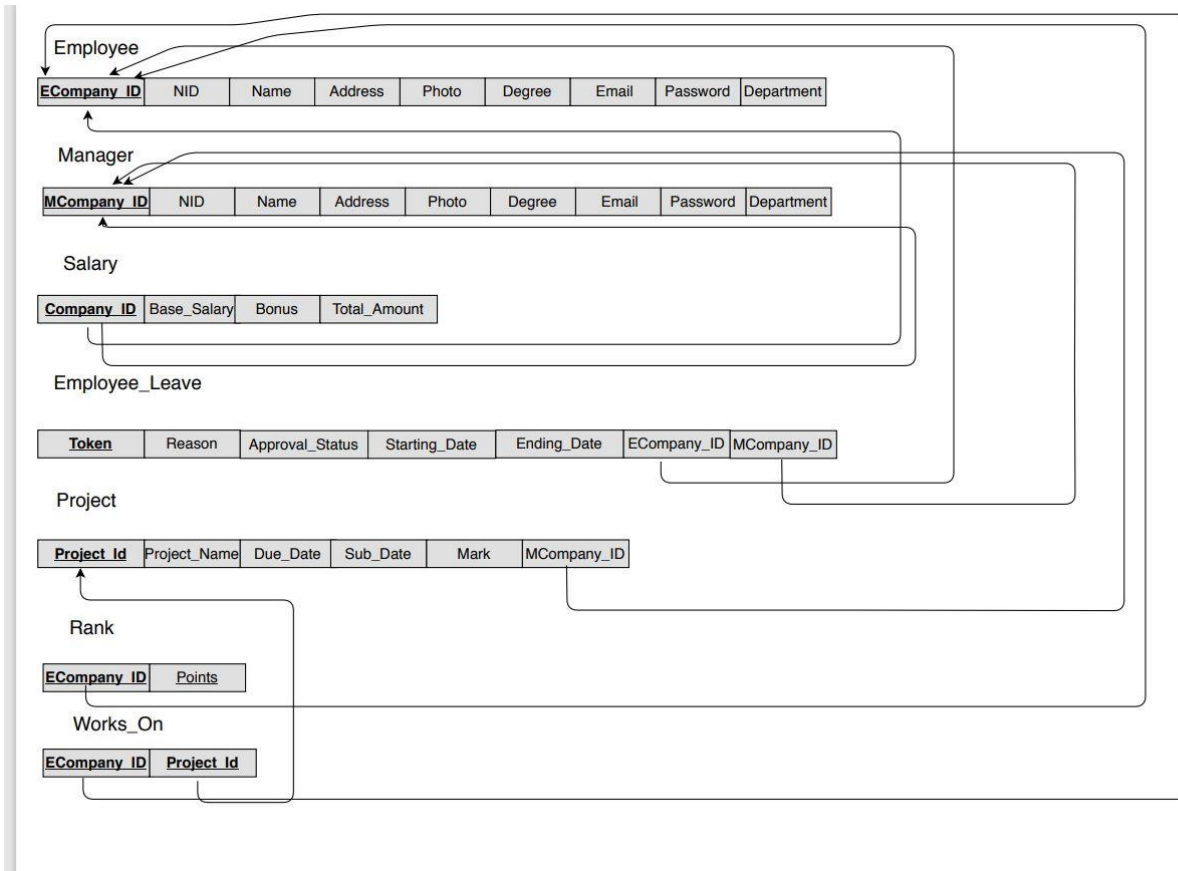 Employee
ECompany_ID NID Name Address Photo Degree Email Password Department
Manager
MCompany_ID NID Name Address Photo Degree Email Password Department
Salary
Company_ID Base_Salary Bonus Total_Amount
Employee_Leave
Token Reason Approval_Status Starting_Date Ending_Date ECompany_ID MCompany_ID
Project
Project_Id Project_Name Due_Date Sub_Date Mark MCompany_ID
Rank
ECompany_ID Points
Works_On
ECompany_ID Project_Id